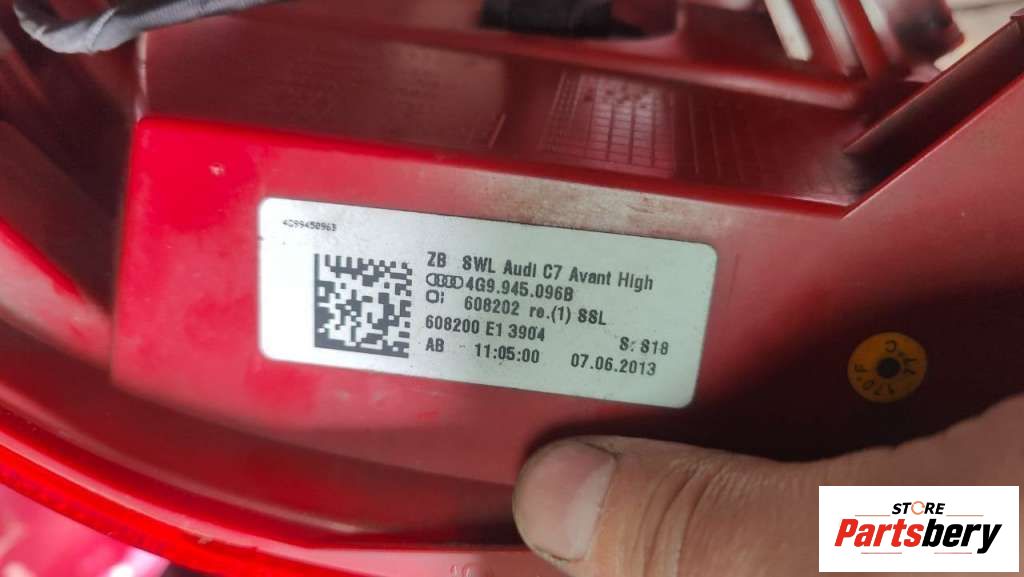 4G9945096B
ZB SWL Audi C7 Avant High
4G9.945.096B
608202 re.(1) SSL
608200 E1 3904
S: S18
AB 11:05:00 07.06.2013
STORE
Partsbery